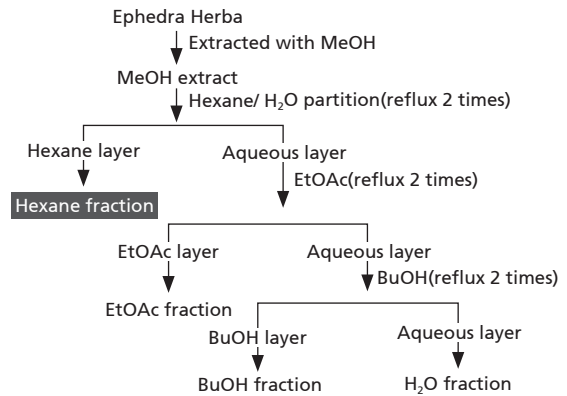 Ephedra Herba
Extracted with MeOH
MeOH extract
Hexane/ H₂O partition(reflux 2 times)
Hexane layer
Aqueous layer
EtOAc(reflux 2 times)
Hexane fraction
EtOAc layer
Aqueous layer
BuOH(reflux 2 times)
EtOAc fraction
BuOH layer
Aqueous layer
BuOH fraction
H₂O fraction